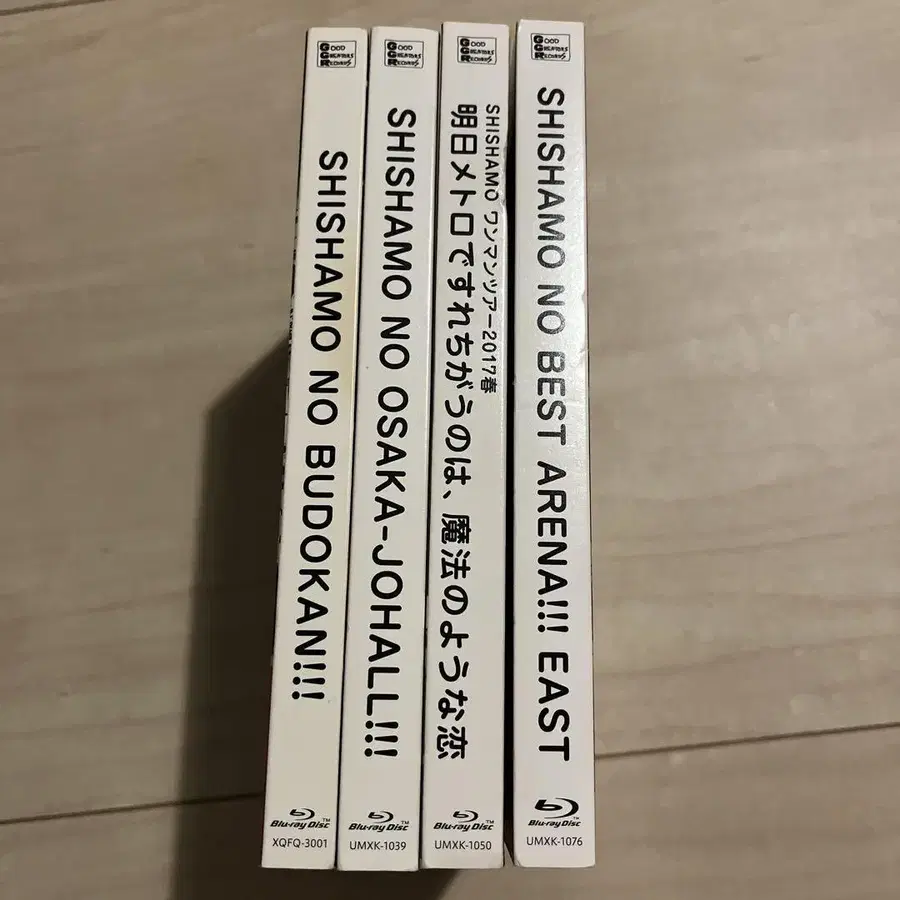 GOOD
CREATORS
RECORDS
SHISHAMO NO BUDOKAN!!!
Blu-ray Disc™
XQFQ-3001
GOOD
CREATORS
RECORDS
SHISHAMO NO OSAKA-JOHALL!!!
Blu-ray Disc™
UMXK-1039
GOOD
CREATORS
RECORDS
SHISHAMO ワンマンツアー2017春
明日メトロですれちがうのは、魔法のような恋
Blu-ray Disc™
UMXK-1050
GOOD
CREATORS
RECORDS
SHISHAMO NO BEST ARENA!!! EAST
Blu-ray Disc
UMXK-1076